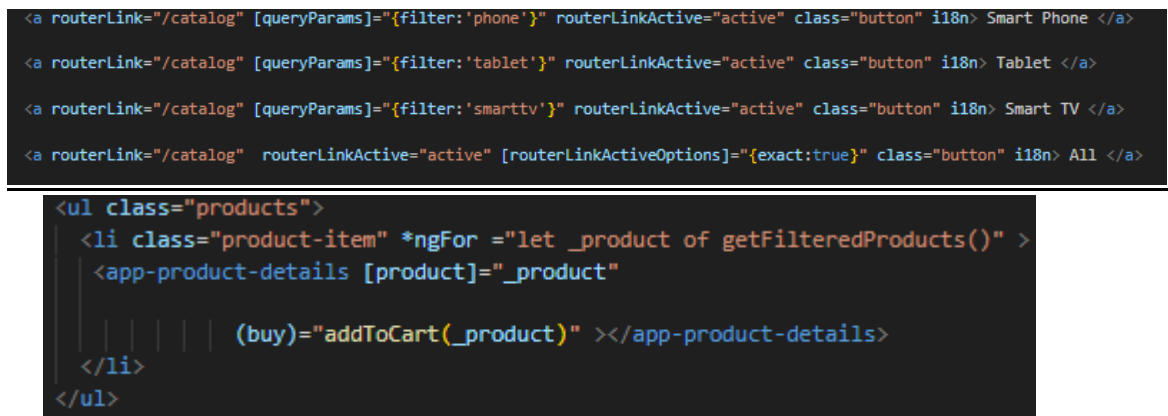 <a routerLink="/catalog" [queryParams]="{filter:'phone'}" routerLinkActive="active" class="button" i18n> Smart Phone </a>
<a routerLink="/catalog" [queryParams]="{filter:'tablet'}" routerLinkActive="active" class="button" i18n> Tablet </a>
<a routerLink="/catalog" [queryParams]="{filter:'smarttv'}" routerLinkActive="active" class="button" i18n> Smart TV </a>
<a routerLink="/catalog"  routerLinkActive="active" [routerLinkActiveOptions]="{exact:true}" class="button" i18n> All </a>
<ul class="products">
<li class="product-item" *ngFor ="let _product of getFilteredProducts()" >
<app-product-details [product]="_product"
(buy)="addToCart(_product)" ></app-product-details>
</li>
</ul>